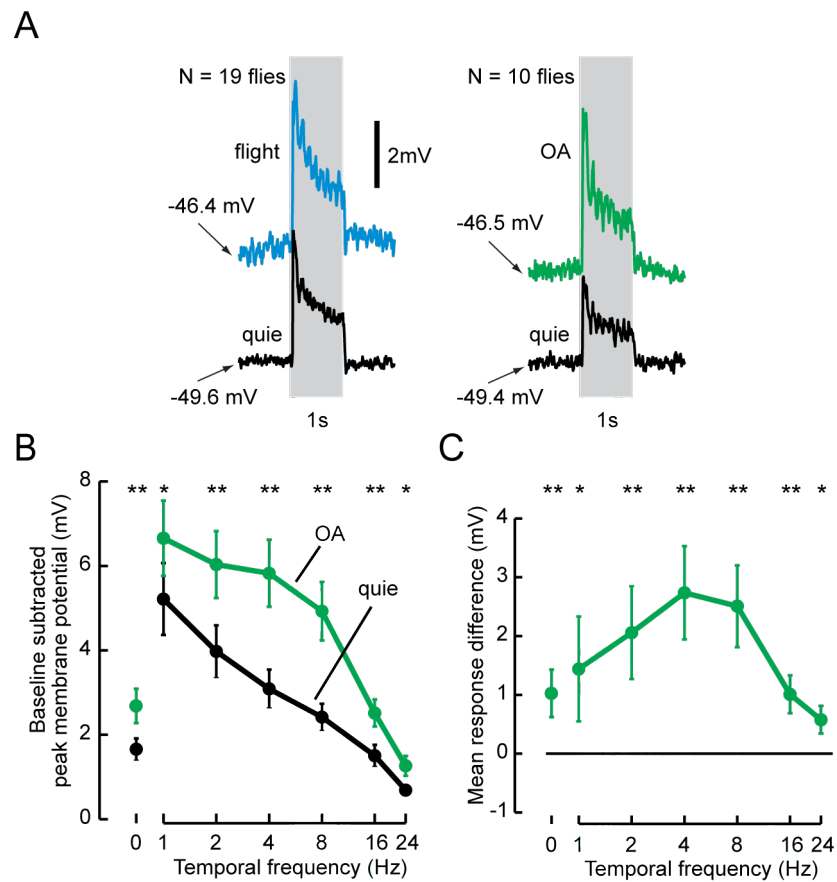 A
N = 19 flies
N = 10 flies
flight
2mV
OA
-46.4 mV
-46.5 mV
quie
quie
-49.6 mV
-49.4 mV
1s
1s
B
C
Baseline subtracted
peak membrane potential (mV)
8
6
4
2
0
** * ** ** ** ** *
OA
quie
0 1 2 4 8 16 24
Temporal frequency (Hz)
Mean response difference (mV)
4
3
2
1
0
-1
** * ** ** ** ** *
0 1 2 4 8 16 24
Temporal frequency (Hz)